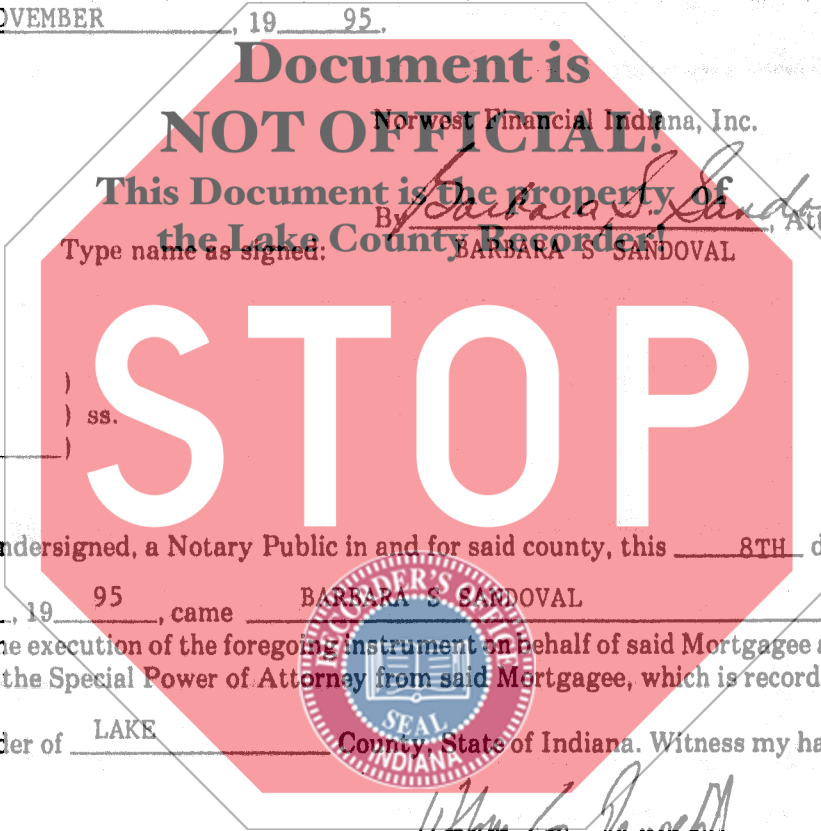 OVEMBER, 19 95.
Document is
NOT OFFICIAL!
Norwest Financial Indiana, Inc.
This Document is the property of
the Lake County Recorder!
By Barbara S. Sando, Att
Type name as signed: BARBARA S SANDOVAL
)
) ss.
)
STOP
ndersigned, a Notary Public in and for said county, this 8TH d
, 19 95, came BARBARA S SANDOVAL
he execution of the foregoing instrument on behalf of said Mortgagee a
the Special Power of Attorney from said Mortgagee, which is record
der of LAKE County, State of Indiana. Witness my ha
RECORDER'S OFFICE
SEAL
INDIANA